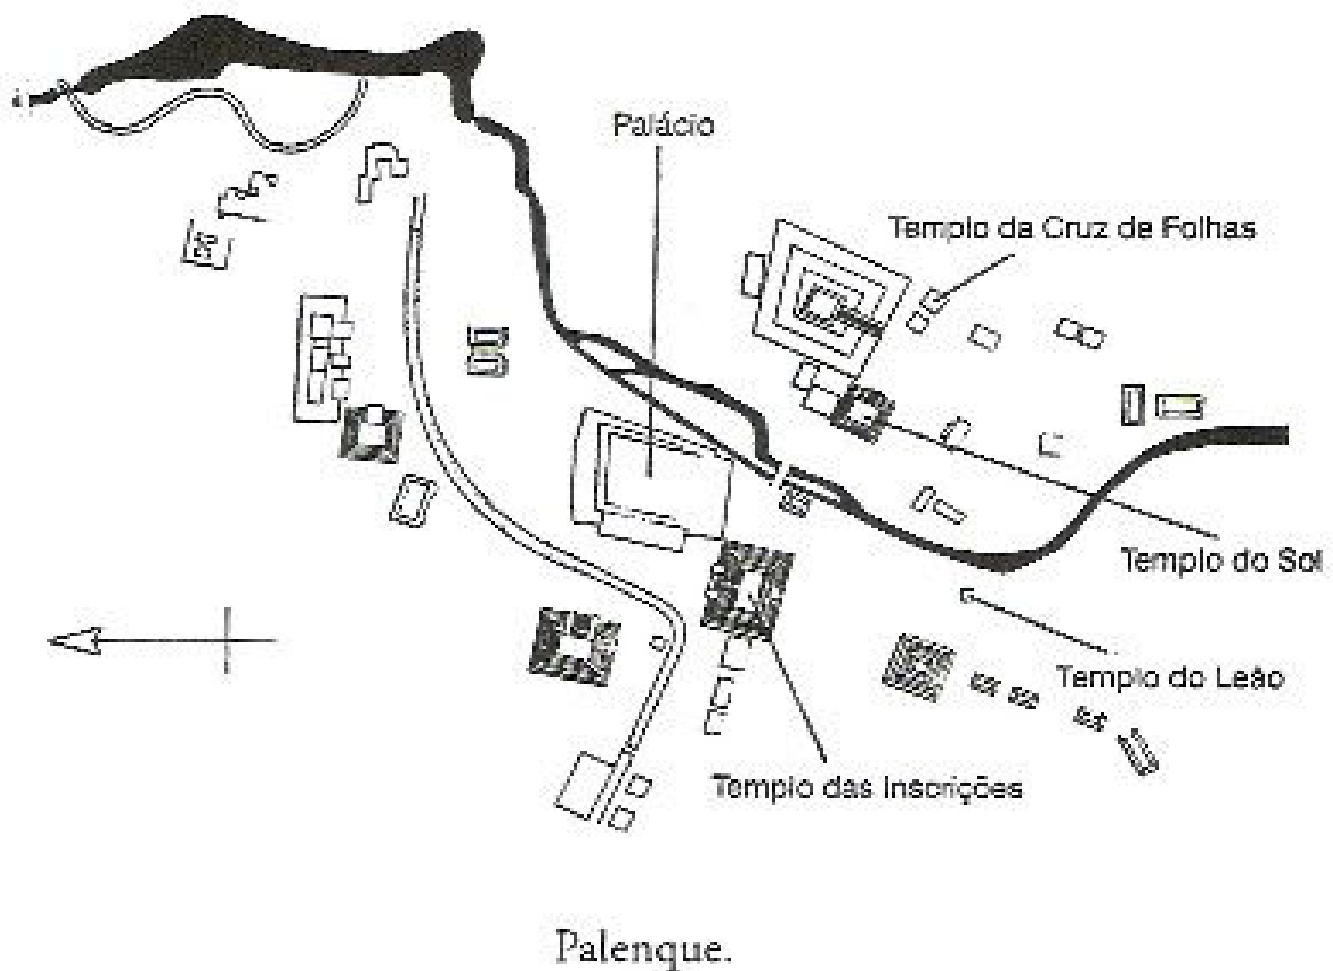 Palácio
Templo da Cruz de Folhas
Templo do Sol
Templo do Leão
Templo das Inscrições
Palenque.